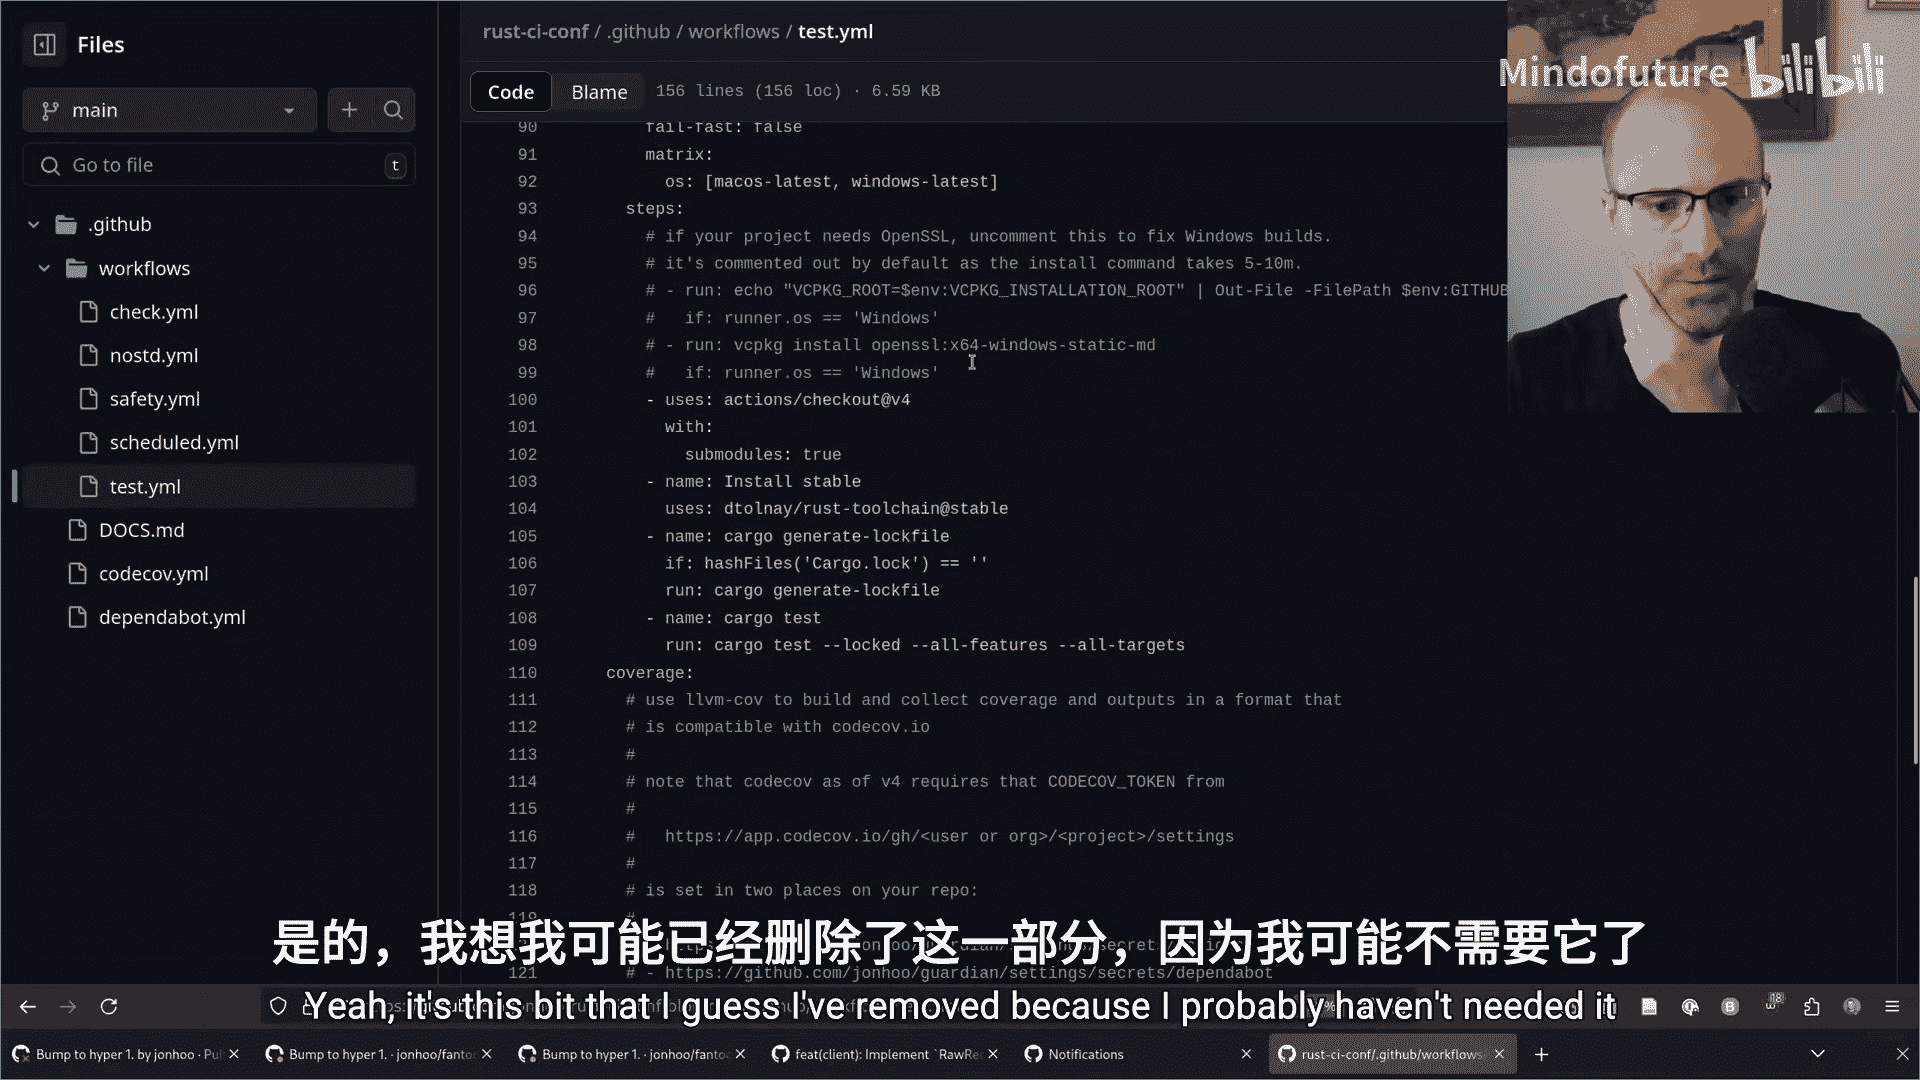 Files
main
Go to file
t
.github
workflows
check.yml
nostd.yml
safety.yml
scheduled.yml
test.yml
DOCS.md
codecov.yml
dependabot.yml
rust-ci-conf / .github / workflows / test.yml
Code Blame 156 lines (156 loc) · 6.59 KB
Mindofuture bilibili
90 fail-fast: false
91 matrix:
92 os: [macos-latest, windows-latest]
93 steps:
94 # if your project needs OpenSSL, uncomment this to fix Windows builds.
95 # it's commented out by default as the install command takes 5-10m.
96 # - run: echo "VCPKG_ROOT=$env:VCPKG_INSTALLATION_ROOT" | Out-File -FilePath $env:GITHUB
97 # if: runner.os == 'Windows'
98 # - run: vcpkg install openssl:x64-windows-static-md
99 # if: runner.os == 'Windows'
100 - uses: actions/checkout@v4
101 with:
102 submodules: true
103 - name: Install stable
104 uses: dtolnay/rust-toolchain@stable
105 - name: cargo generate-lockfile
106 if: hashFiles('Cargo.lock') == ''
107 run: cargo generate-lockfile
108 - name: cargo test
109 run: cargo test --locked --all-features --all-targets
110 coverage:
111 # use llvm-cov to build and collect coverage and outputs in a format that
112 # is compatible with codecov.io
113 #
114 # note that codecov as of v4 requires that CODECOV_TOKEN from
115 #
116 # https://app.codecov.io/gh/<user or org>/<project>/settings
117 #
118 # is set in two places on your repo:
119 #
121 # - https://github.com/jonhoo/guardian/settings/secrets/dependabot
是的，我想我可能已经删除了这一部分，因为我可能不需要它了
Yeah, it's this bit that I guess I've removed because I probably haven't needed it
18
Bump to hyper 1. by jonhoo · Pul
Bump to hyper 1. · jonhoo/fanto
Bump to hyper 1. · jonhoo/fanto
feat(client): Implement `RawRe
Notifications
rust-ci-conf/.github/workflows